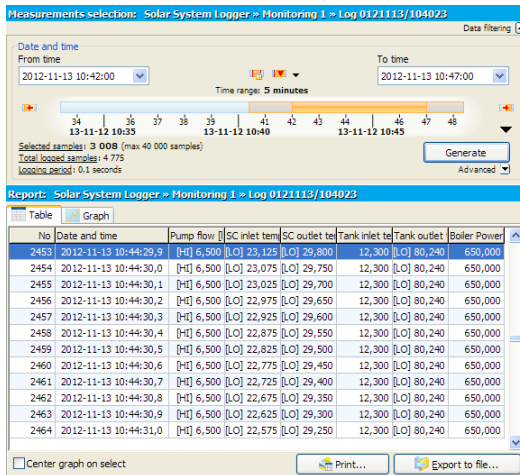 Measurements selection: Solar System Logger » Monitoring 1 » Log 0121113/104023
Data filtering
Date and time
From time
To time
2012-11-13 10:42:00
2012-11-13 10:47:00
Time range: 5 minutes
34 36 37 38 39 41 42 43 44 46 47 48
13-11-12 10:35 13-11-12 10:40 13-11-12 10:45
Selected samples: 3 008 (max 40 000 samples)
Total logged samples: 4 775
Logging period: 0,1 seconds
Generate
Advanced
Report: Solar System Logger » Monitoring 1 » Log 0121113/104023
Table Graph
No Date and time Pump flow [l SC inlet temp SC outlet ter Tank inlet te Tank outlet Boiler Power
2453 2012-11-13 10:44:29,9 [HI] 6,500 [LO] 23,125 [LO] 29,800 12,300 [LO] 80,240 650,000
2454 2012-11-13 10:44:30,0 [HI] 6,500 [LO] 23,075 [LO] 29,750 12,300 [LO] 80,240 650,000
2455 2012-11-13 10:44:30,1 [HI] 6,500 [LO] 23,025 [LO] 29,700 12,300 [LO] 80,240 650,000
2456 2012-11-13 10:44:30,2 [HI] 6,500 [LO] 22,975 [LO] 29,650 12,300 [LO] 80,240 650,000
2457 2012-11-13 10:44:30,3 [HI] 6,500 [LO] 22,925 [LO] 29,600 12,300 [LO] 80,240 650,000
2458 2012-11-13 10:44:30,4 [HI] 6,500 [LO] 22,875 [LO] 29,550 12,300 [LO] 80,240 650,000
2459 2012-11-13 10:44:30,5 [HI] 6,500 [LO] 22,825 [LO] 29,500 12,300 [LO] 80,240 650,000
2460 2012-11-13 10:44:30,6 [HI] 6,500 [LO] 22,775 [LO] 29,450 12,300 [LO] 80,240 650,000
2461 2012-11-13 10:44:30,7 [HI] 6,500 [LO] 22,725 [LO] 29,400 12,300 [LO] 80,240 650,000
2462 2012-11-13 10:44:30,8 [HI] 6,500 [LO] 22,675 [LO] 29,350 12,300 [LO] 80,240 650,000
2463 2012-11-13 10:44:30,9 [HI] 6,500 [LO] 22,625 [LO] 29,300 12,300 [LO] 80,240 650,000
2464 2012-11-13 10:44:31,0 [HI] 6,500 [LO] 22,575 [LO] 29,250 12,300 [LO] 80,240 650,000
Center graph on select
Print...
Export to file...